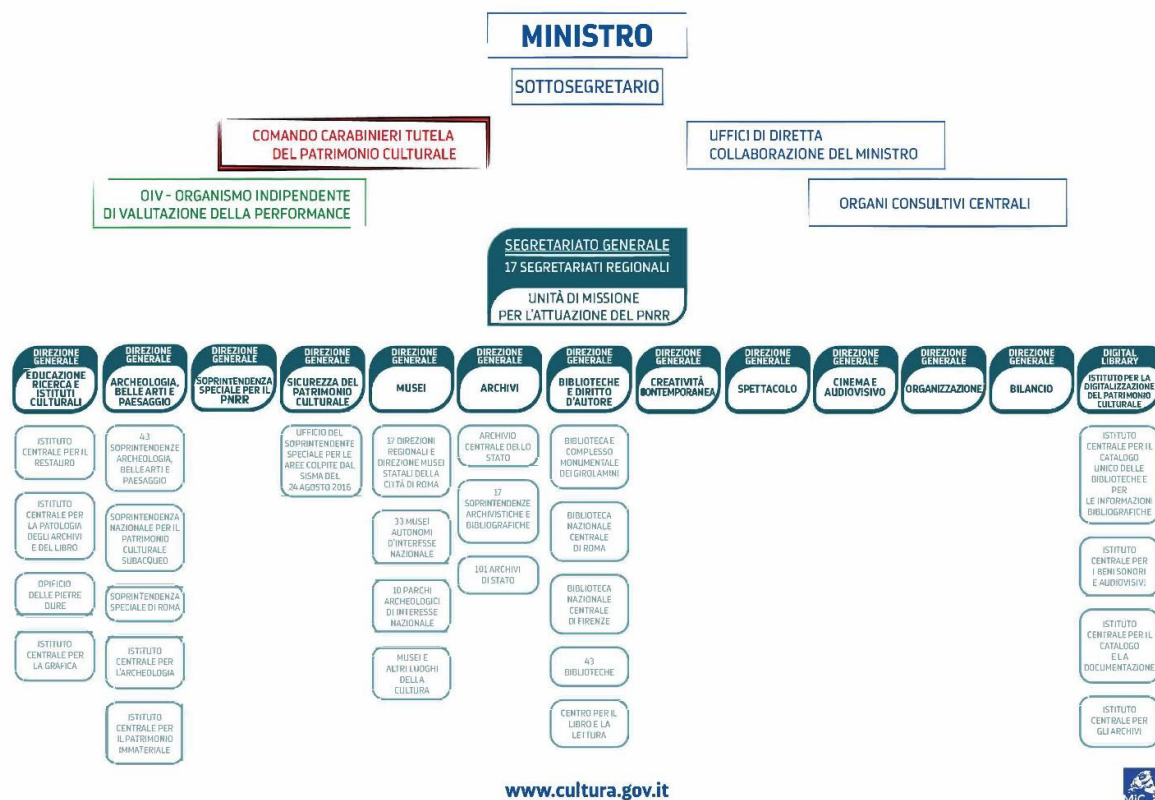 MINISTRO
SOTTOSEGRETARIO
COMANDO CARABINIERI TUTELA
DEL PATRIMONIO CULTURALE
UFFICI DI DIRETTA
COLLABORAZIONE DEL MINISTRO
OIV - ORGANISMO INDIPENDENTE
DI VALUTAZIONE DELLA PERFORMANCE
ORGANI CONSULTIVI CENTRALI
SEGRETARIATO GENERALE
17 SEGRETARIATI REGIONALI
UNITÀ DI MISSIONE
PER L'ATTUAZIONE DEL PNRR
DIREZIONE
GENERALE
EDUCAZIONE
RICERCA E
ISTITUTI
CULTURALI
ISTITUTO
CENTRALE PER IL
RESTAURO
ISTITUTO
CENTRALE PER
LA PATOLOGIA
DEGLI ARCHIVI
E DEL LIBRO
OPIFICIO
DELLE PIETRE
DURE
ISTITUTO
CENTRALE PER
LA GRAFICA
DIREZIONE
GENERALE
ARCHEOLOGIA,
BELLE ARTI E
PAESAGGIO
43
SOPRINTENDENZE
ARCHEOLOGIA,
BELLE ARTI E
PAESAGGIO
SOPRINTENDENZA
NAZIONALE PER IL
PATRIMONIO
CULTURALE
SUBACQUEO
SOPRINTENDENZA
SPECIALE DI ROMA
ISTITUTO
CENTRALE PER
L'ARCHEOLOGIA
ISTITUTO
CENTRALE PER
IL PATRIMONIO
IMMATERIALE
DIREZIONE
GENERALE
SOPRINTENDENZA
SPECIALE PER IL
PNRR
DIREZIONE
GENERALE
SICUREZZA DEL
PATRIMONIO
CULTURALE
UFFICIO DEL
SOPRINTENDENTE
SPECIALE PER LE
AREE COLPITE DAL
SISMA DEL
24 AGOSTO 2016
DIREZIONE
GENERALE
MUSEI
17 DIREZIONI
REGIONALI E
DIREZIONE MUSEI
STATALI DELLA
CITTÀ DI ROMA
33 MUSEI
AUTONOMI
D'INTERESSE
NAZIONALE
10 PARCHI
ARCHEOLOGICI
DI INTERESSE
NAZIONALE
MUSEI E
ALTRI LUOGHI
DELLA
CULTURA
DIREZIONE
GENERALE
ARCHIVI
ARCHIVIO
CENTRALE DELLO
STATO
17
SOPRINTENDENZE
ARCHIVISTICHE E
BIBLIOGRAFICHE
101 ARCHIVI
DI STATO
DIREZIONE
GENERALE
BIBLIOTECHE
E DIRITTO
D'AUTORE
BIBLIOTECA E
COMPLESSO
MONUMENTALE
DEI GIROLAMINI
BIBLIOTECA
NAZIONALE
CENTRALE
DI ROMA
BIBLIOTECA
NAZIONALE
CENTRALE
DI FIRENZE
43
BIBLIOTECHE
CENTRO PER IL
LIBRO E LA
LETTURA
DIREZIONE
GENERALE
CREATIVITÀ
CONTEMPORANEA
DIREZIONE
GENERALE
SPETTACOLO
DIREZIONE
GENERALE
CINEMA E
AUDIOVISIVO
DIREZIONE
GENERALE
ORGANIZZAZIONE
DIREZIONE
GENERALE
BILANCIO
DIGITAL
LIBRARY
ISTITUTO PER LA
DIGITALIZZAZIONE
DEL PATRIMONIO
CULTURALE
ISTITUTO
CENTRALE PER IL
CATALOGO
UNICO DELLE
BIBLIOTECHE E
PER
LE INFORMAZIONI
BIBLIOGRAFICHE
ISTITUTO
CENTRALE PER
I BENI SONORI
E AUDIOVISIVI
ISTITUTO
CENTRALE PER IL
CATALOGO
E LA
DOCUMENTAZIONE
ISTITUTO
CENTRALE PER
GLI ARCHIVI
www.cultura.gov.it
MiC